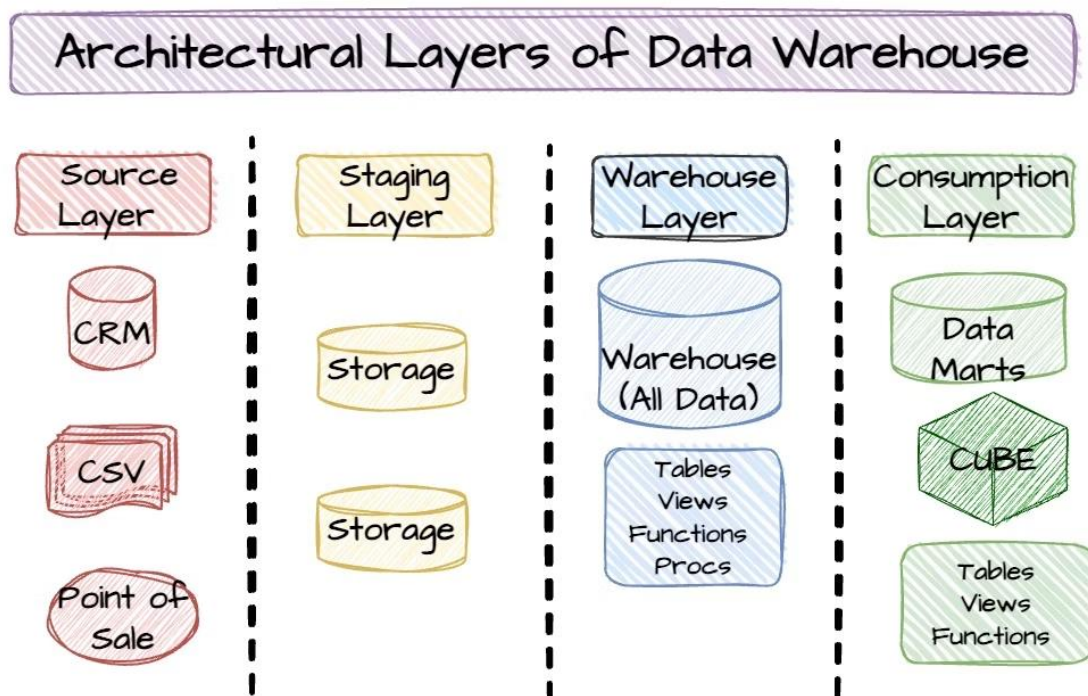 Architectural Layers of Data Warehouse
Source
Layer
CRM
CSV
Point of
Sale
Staging
Layer
Storage
Storage
Warehouse
Layer
Warehouse
(All Data)
Tables
Views
Functions
Procs
Consumption
Layer
Data
Marts
CUBE
Tables
Views
Functions